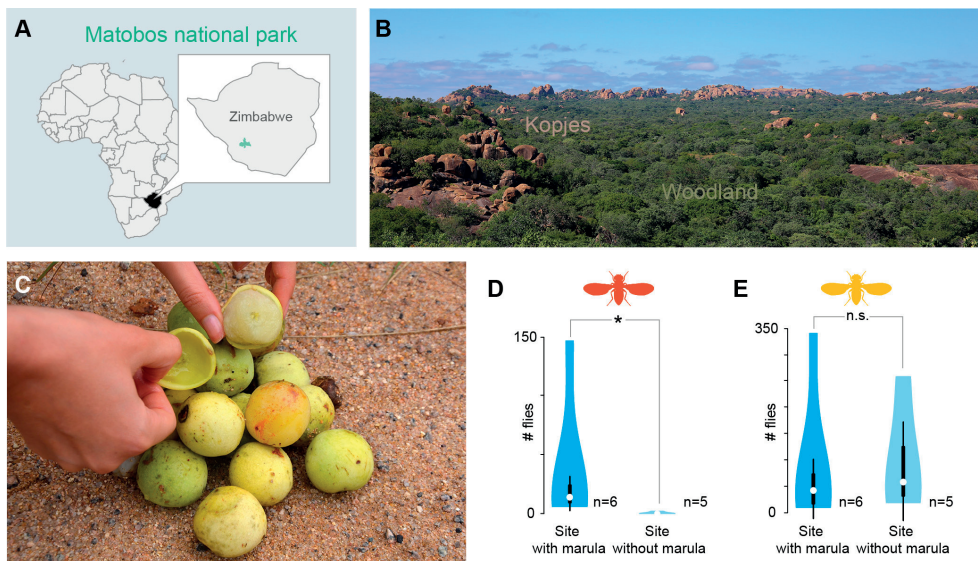 A
Matobos national park
Zimbabwe
B
Kopjes
Woodland
C
D
*
150
# flies
0
n=6
n=5
Site
with marula
Site
without marula
E
n.s.
350
# flies
0
n=6
n=5
Site
with marula
Site
without marula